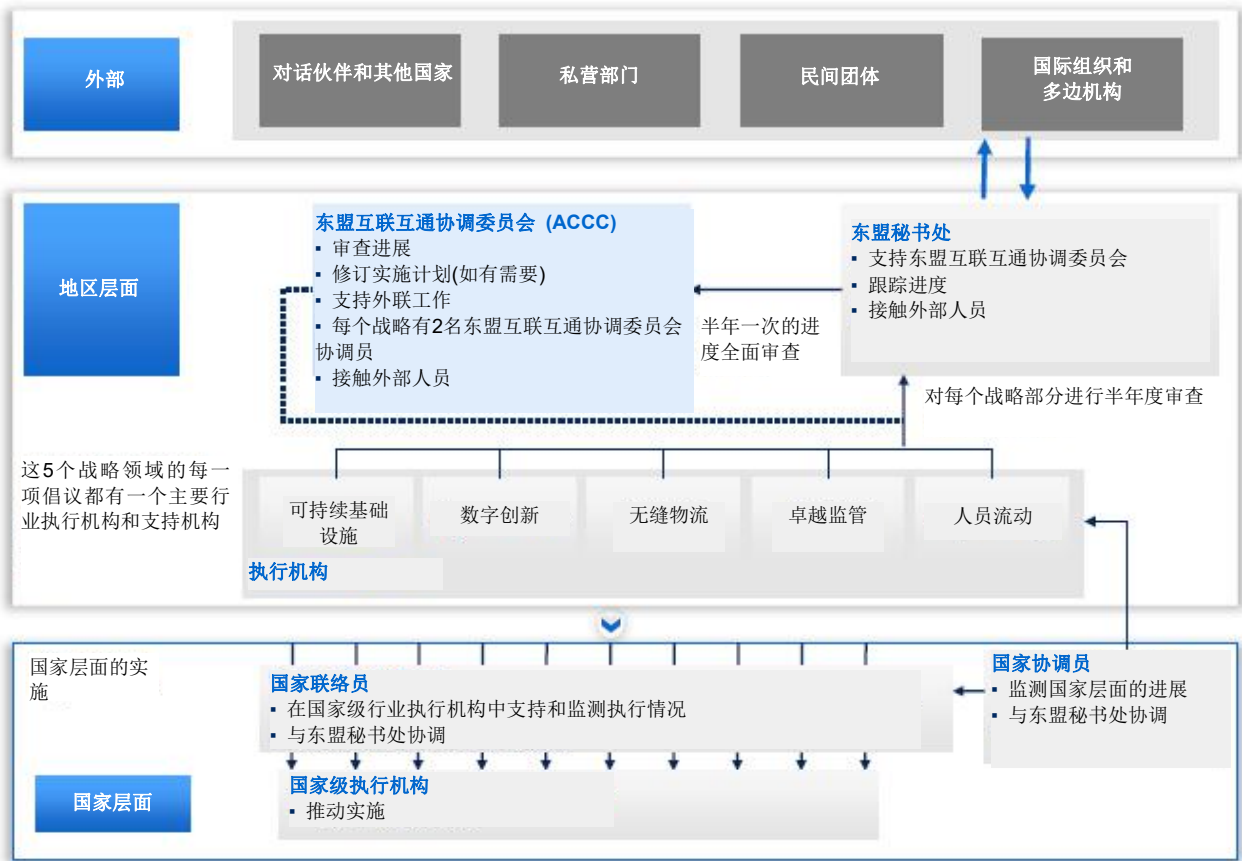 外部
对话伙伴和其他国家
私营部门
民间团体
国际组织和
多边机构
地区层面
东盟互联互通协调委员会 (ACCC)
▪ 审查进展
▪ 修订实施计划(如有需要)
▪ 支持外联工作
▪ 每个战略有2名东盟互联互通协调委员会
协调员
▪ 接触外部人员
半年一次的进
度全面审查
东盟秘书处
▪ 支持东盟互联互通协调委员会
▪ 跟踪进度
▪ 接触外部人员
对每个战略部分进行半年度审查
这5个战略领域的每一
项倡议都有一个主要行
业执行机构和支持机构
可持续基础
设施
数字创新
无缝物流
卓越监管
人员流动
执行机构
国家层面的实
施
国家联络员
▪ 在国家级行业执行机构中支持和监测执行情况
▪ 与东盟秘书处协调
国家协调员
▪ 监测国家层面的进展
▪ 与东盟秘书处协调
国家层面
国家级执行机构
▪ 推动实施